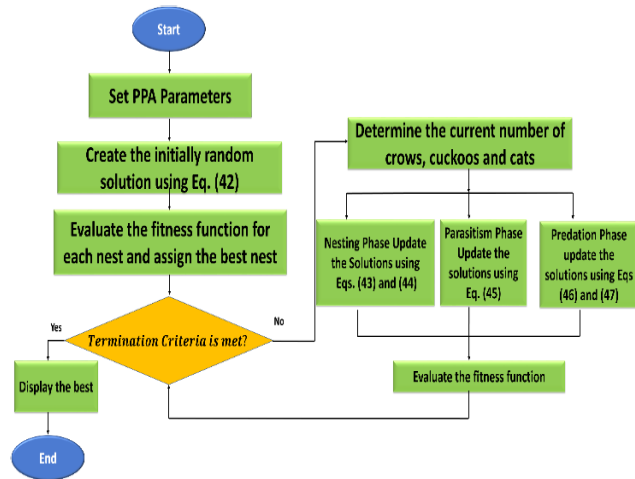 Start
Set PPA Parameters
Create the initially random
solution using Eq. (42)
Evaluate the fitness function for
each nest and assign the best nest
Termination Criteria is met?
Yes
No
Display the best
End
Determine the current number of
crows, cuckoos and cats
Nesting Phase Update
the Solutions using
Eqs. (43) and (44)
Parasitism Phase
Update the
solutions using
Eq. (45)
Predation Phase
update the
solutions using Eqs
(46) and (47)
Evaluate the fitness function